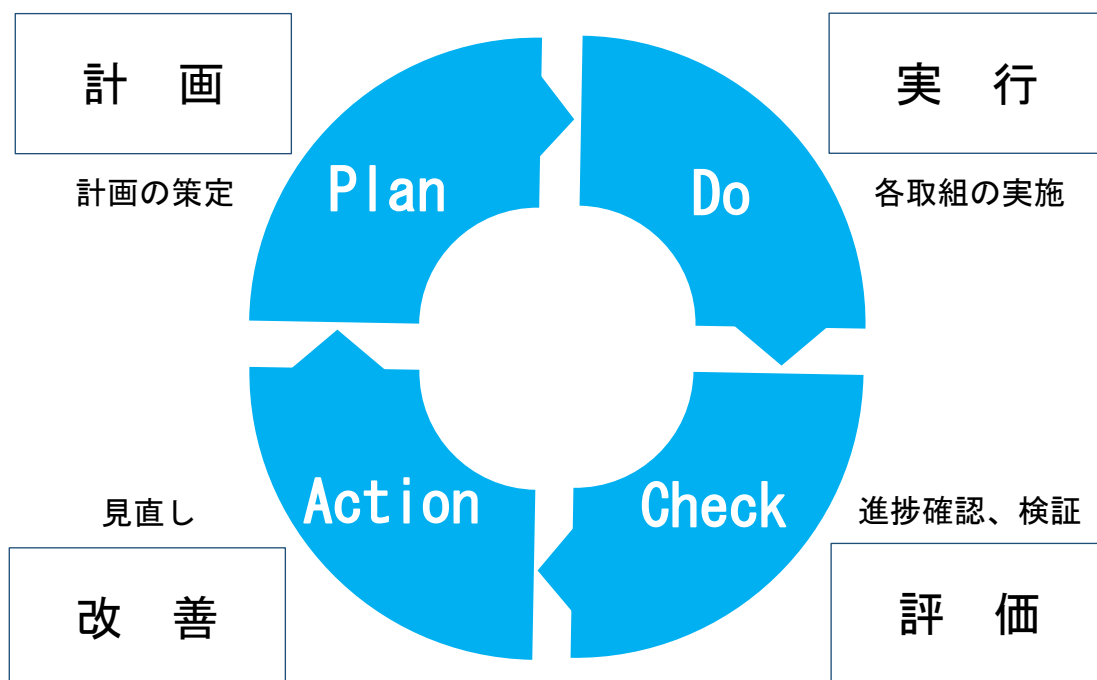 計　画
計画の策定
Plan
実　行
各取組の実施
Do
見直し
改　善
Action
進捗確認、検証
評　価
Check